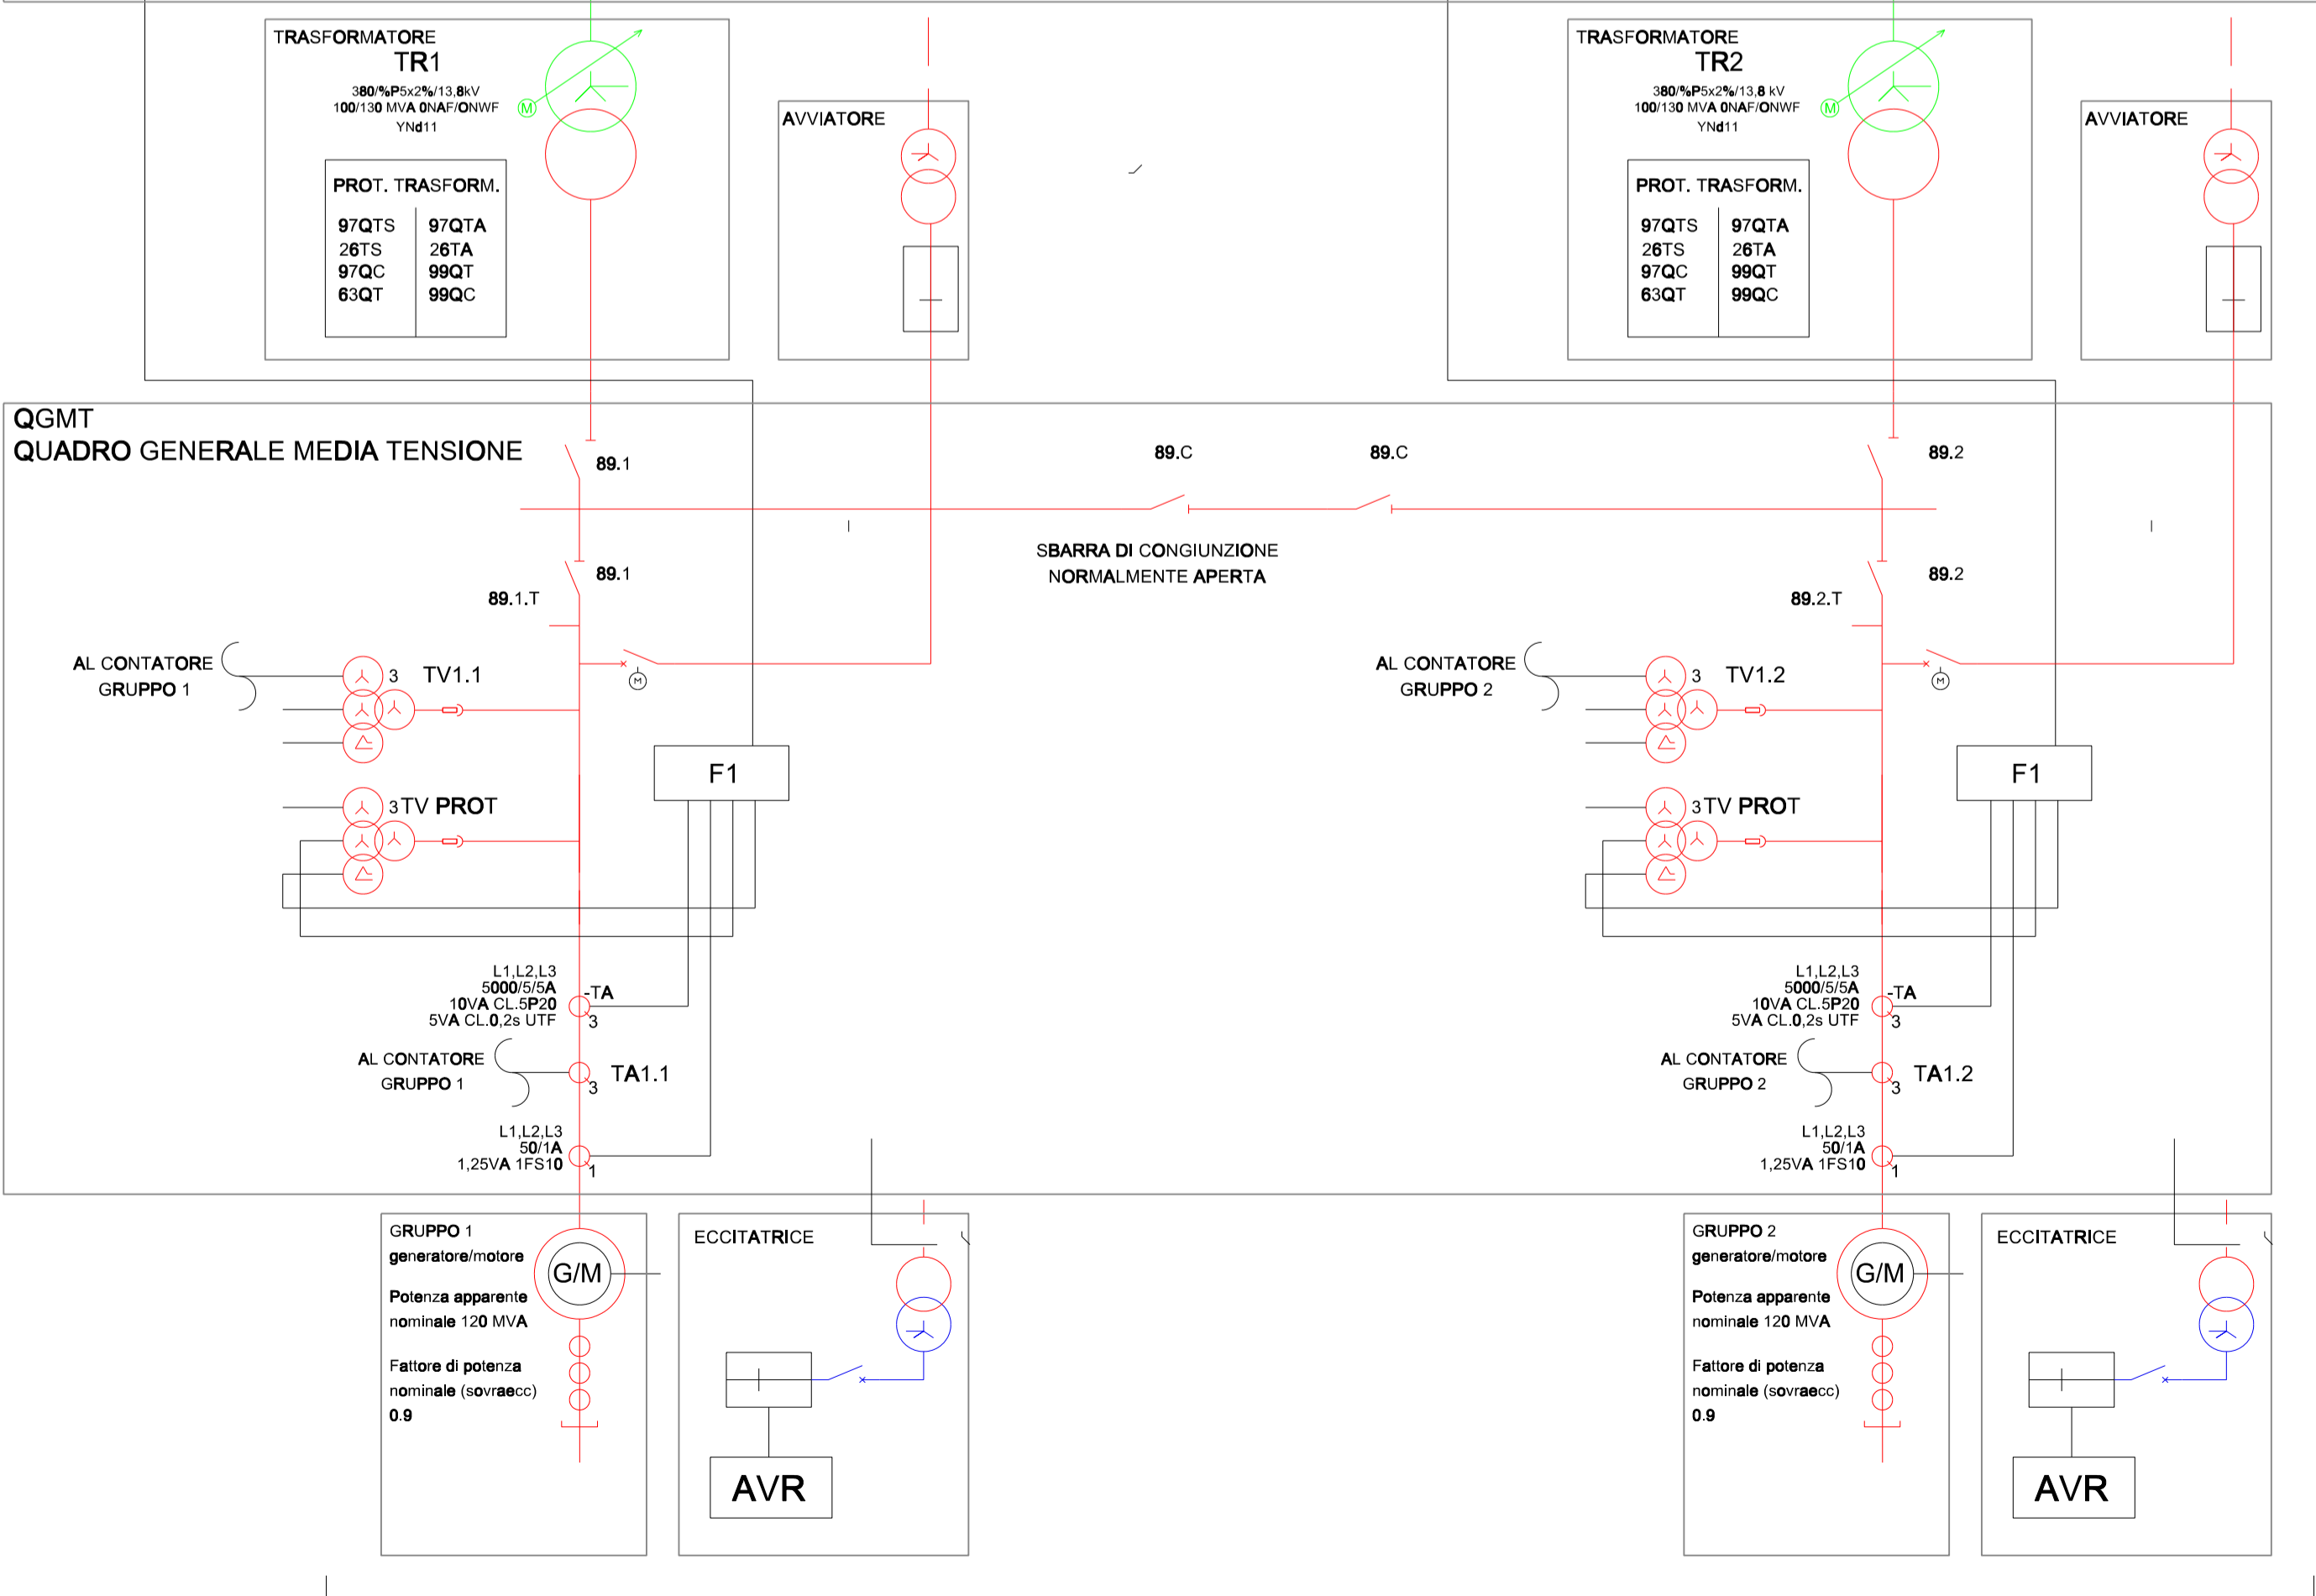 TRASFORMATORE
TR1
380/%P5x2%/13,8kV
100/130 MVA 0NAF/ONWF
YNd11
M
PROT. TRASFORM.
97QTS 97QTA
26TS 26TA
97QC 99QT
63QT 99QC
AVVIATORE
TRASFORMATORE
TR2
380/%P5x2%/13,8 kV
100/130 MVA 0NAF/ONWF
YNd11
M
PROT. TRASFORM.
97QTS 97QTA
26TS 26TA
97QC 99QT
63QT 99QC
AVVIATORE
QGMT
QUADRO GENERALE MEDIA TENSIONE
89.1
89.C
89.C
89.2
SBARRA DI CONGIUNZIONE
NORMALMENTE APERTA
89.1
89.1.T
AL CONTATORE
GRUPPO 1
3 TV1.1
M
F1
3 TV PROT
L1,L2,L3
5000/5/5A
10VA CL.5P20
5VA CL.0,2s UTF
-TA
3
AL CONTATORE
GRUPPO 1
3
TA1.1
L1,L2,L3
50/1A
1,25VA 1FS10
1
89.2
89.2.T
AL CONTATORE
GRUPPO 2
3 TV1.2
M
F1
3 TV PROT
L1,L2,L3
5000/5/5A
10VA CL.5P20
5VA CL.0,2s UTF
-TA
3
AL CONTATORE
GRUPPO 2
3
TA1.2
L1,L2,L3
50/1A
1,25VA 1FS10
1
GRUPPO 1
generatore/motore
G/M
Potenza apparente
nominale 120 MVA
Fattore di potenza
nominale (sovraecc)
0.9
ECCITATRICE
AVR
GRUPPO 2
generatore/motore
G/M
Potenza apparente
nominale 120 MVA
Fattore di potenza
nominale (sovraecc)
0.9
ECCITATRICE
AVR